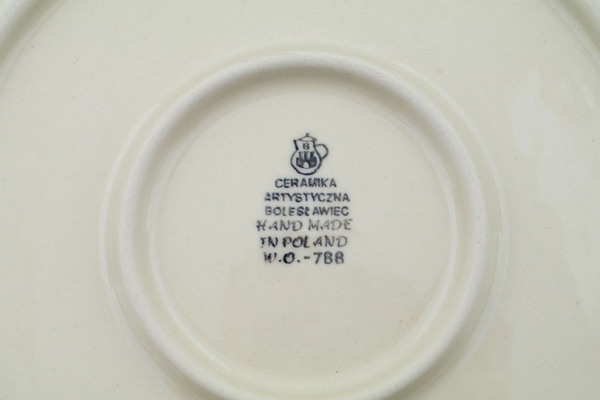 B
CERAMIKA
ARTYSTYCZNA
BOLESŁAWIEC
HAND MADE
IN POLAND
W.O.-788